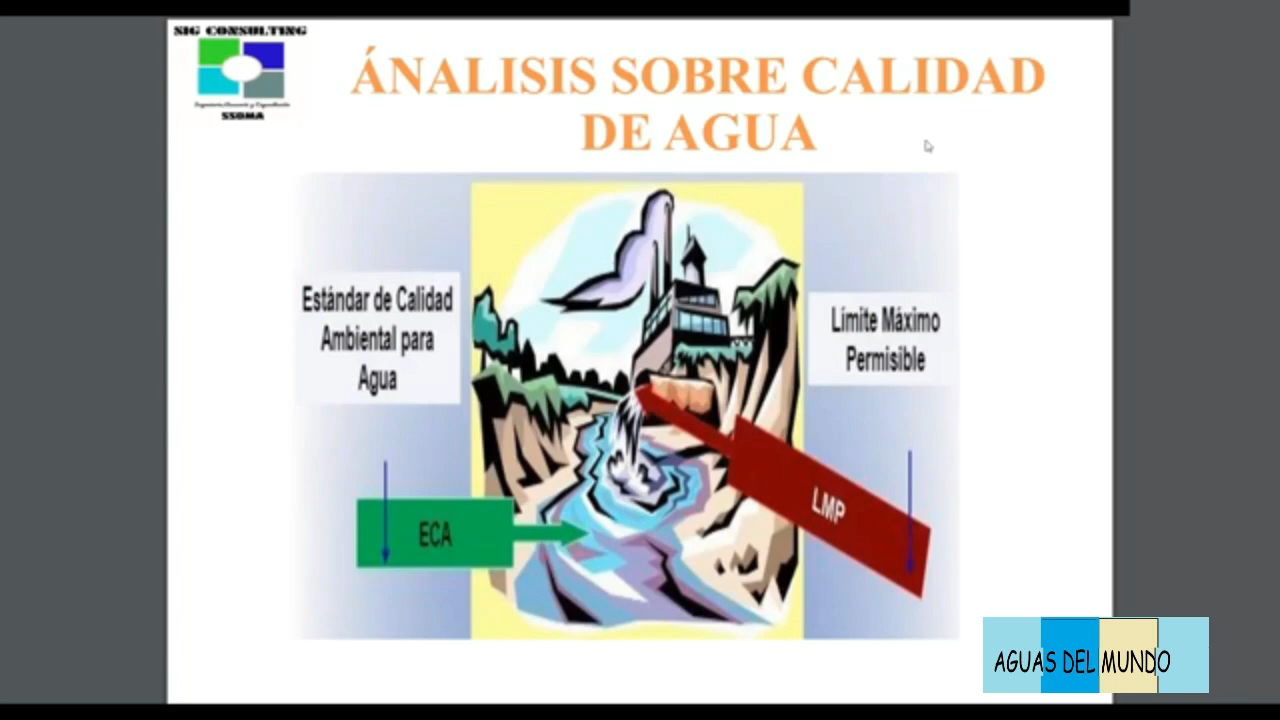 SIG CONSULTING
SSOMA
ÁNALISIS SOBRE CALIDAD
DE AGUA
Estándar de Calidad
Ambiental para
Agua
Límite Máximo
Permisible
LMP
ECA
AGUAS DEL MUNDO